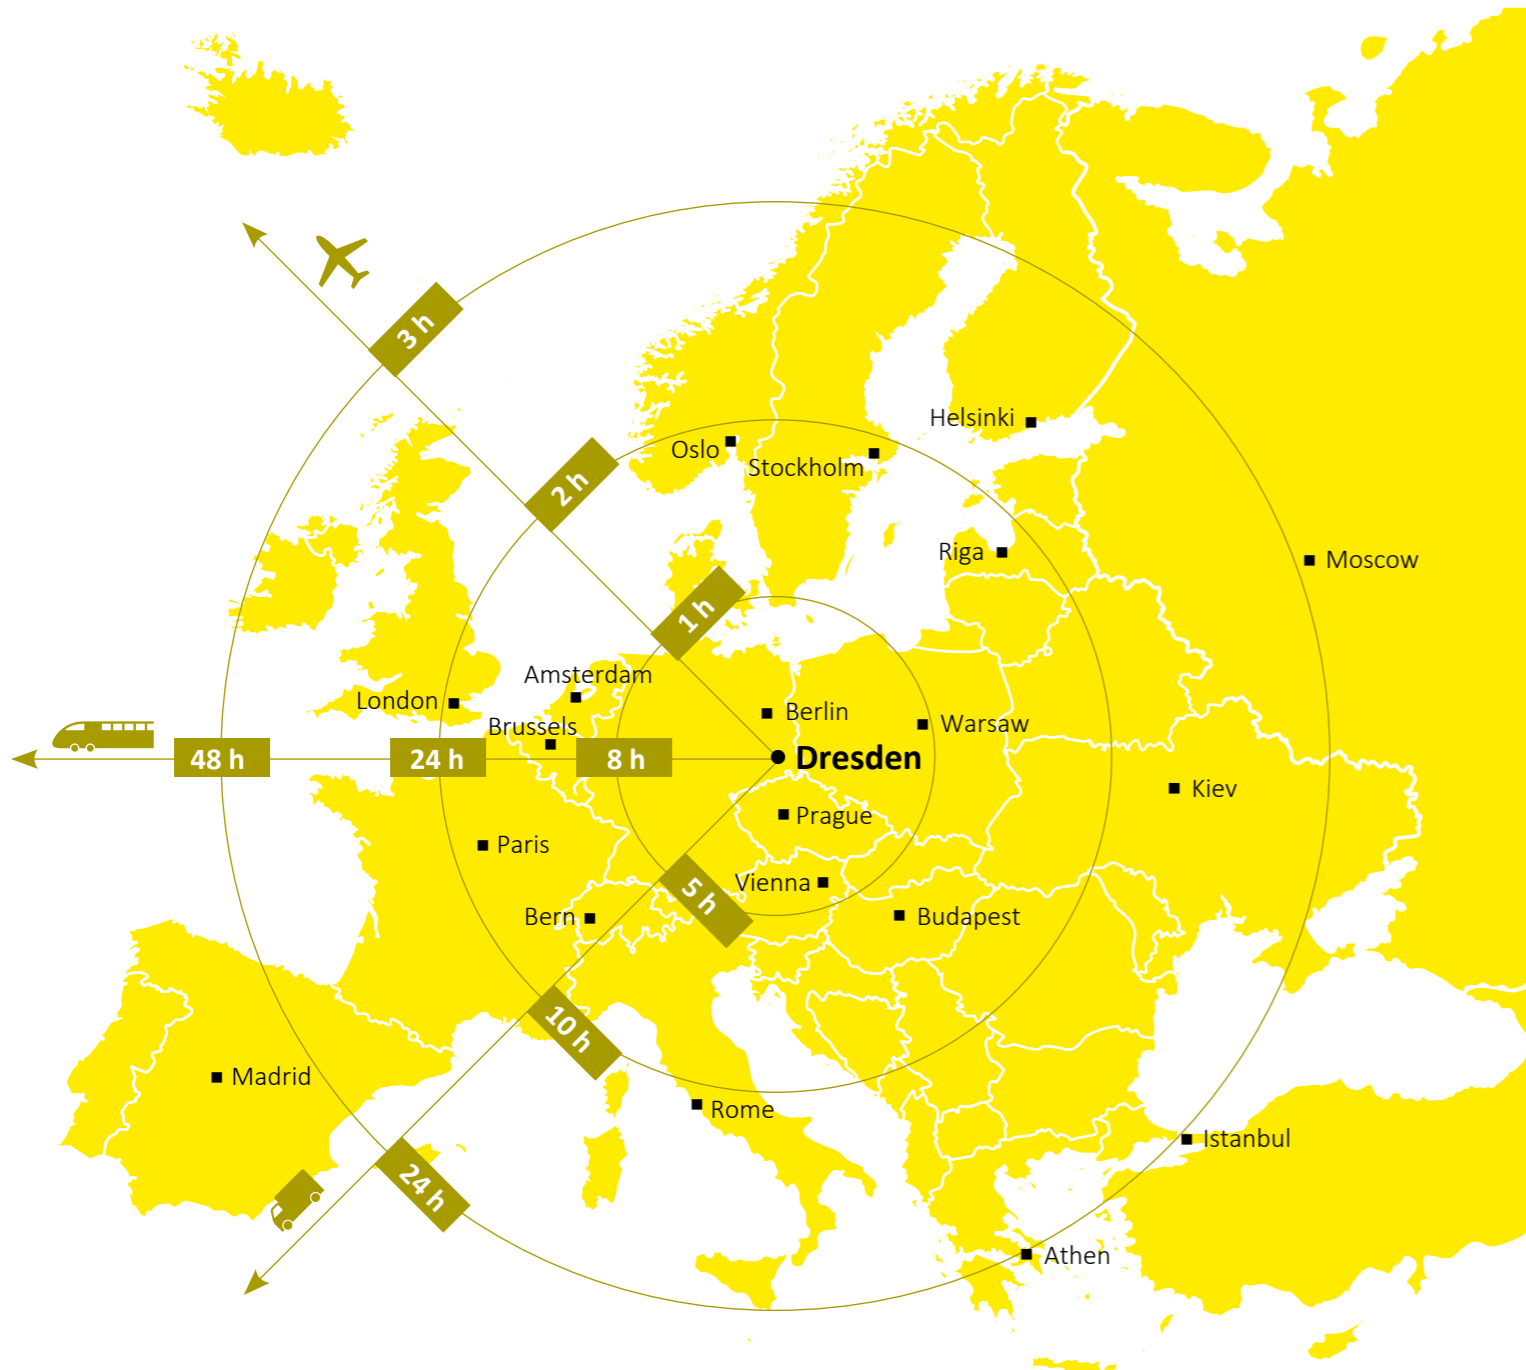 3 h
2 h
Helsinki
Oslo
Stockholm
Riga
Moscow
1 h
Amsterdam
London
Berlin
Brussels
Warsaw
48 h
24 h
8 h
Dresden
Kiev
Prague
Paris
Vienna
5 h
Bern
Budapest
10 h
Madrid
Rome
Istanbul
24 h
Athen